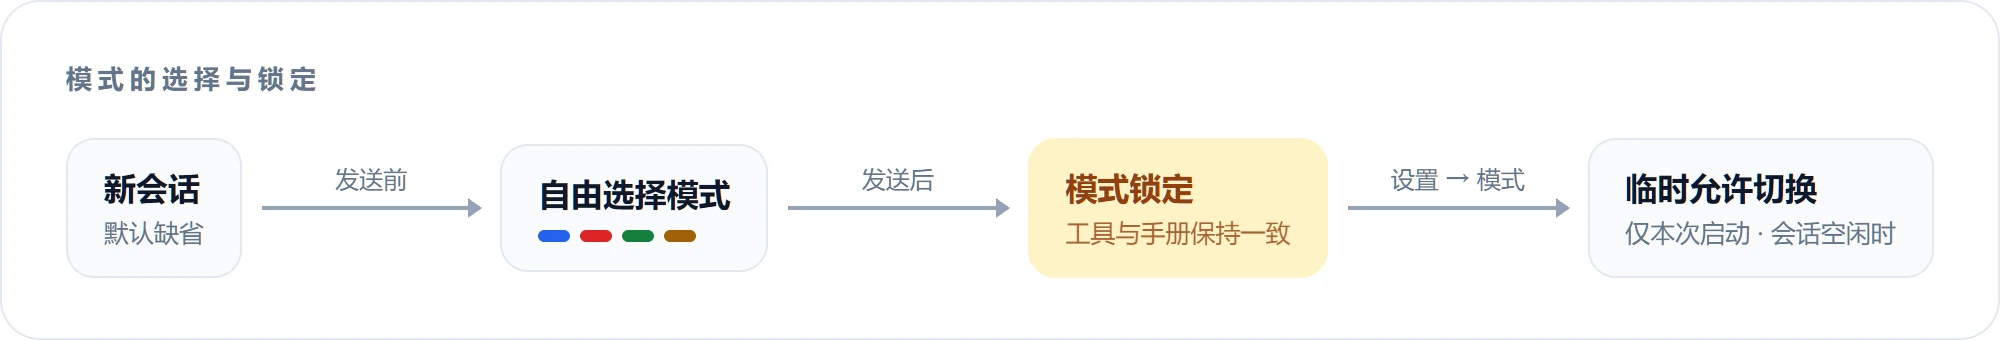 模式的选择与锁定
新会话
默认缺省
发送前
自由选择模式
发送后
模式锁定
工具与手册保持一致
设置 → 模式
临时允许切换
仅本次启动 · 会话空闲时